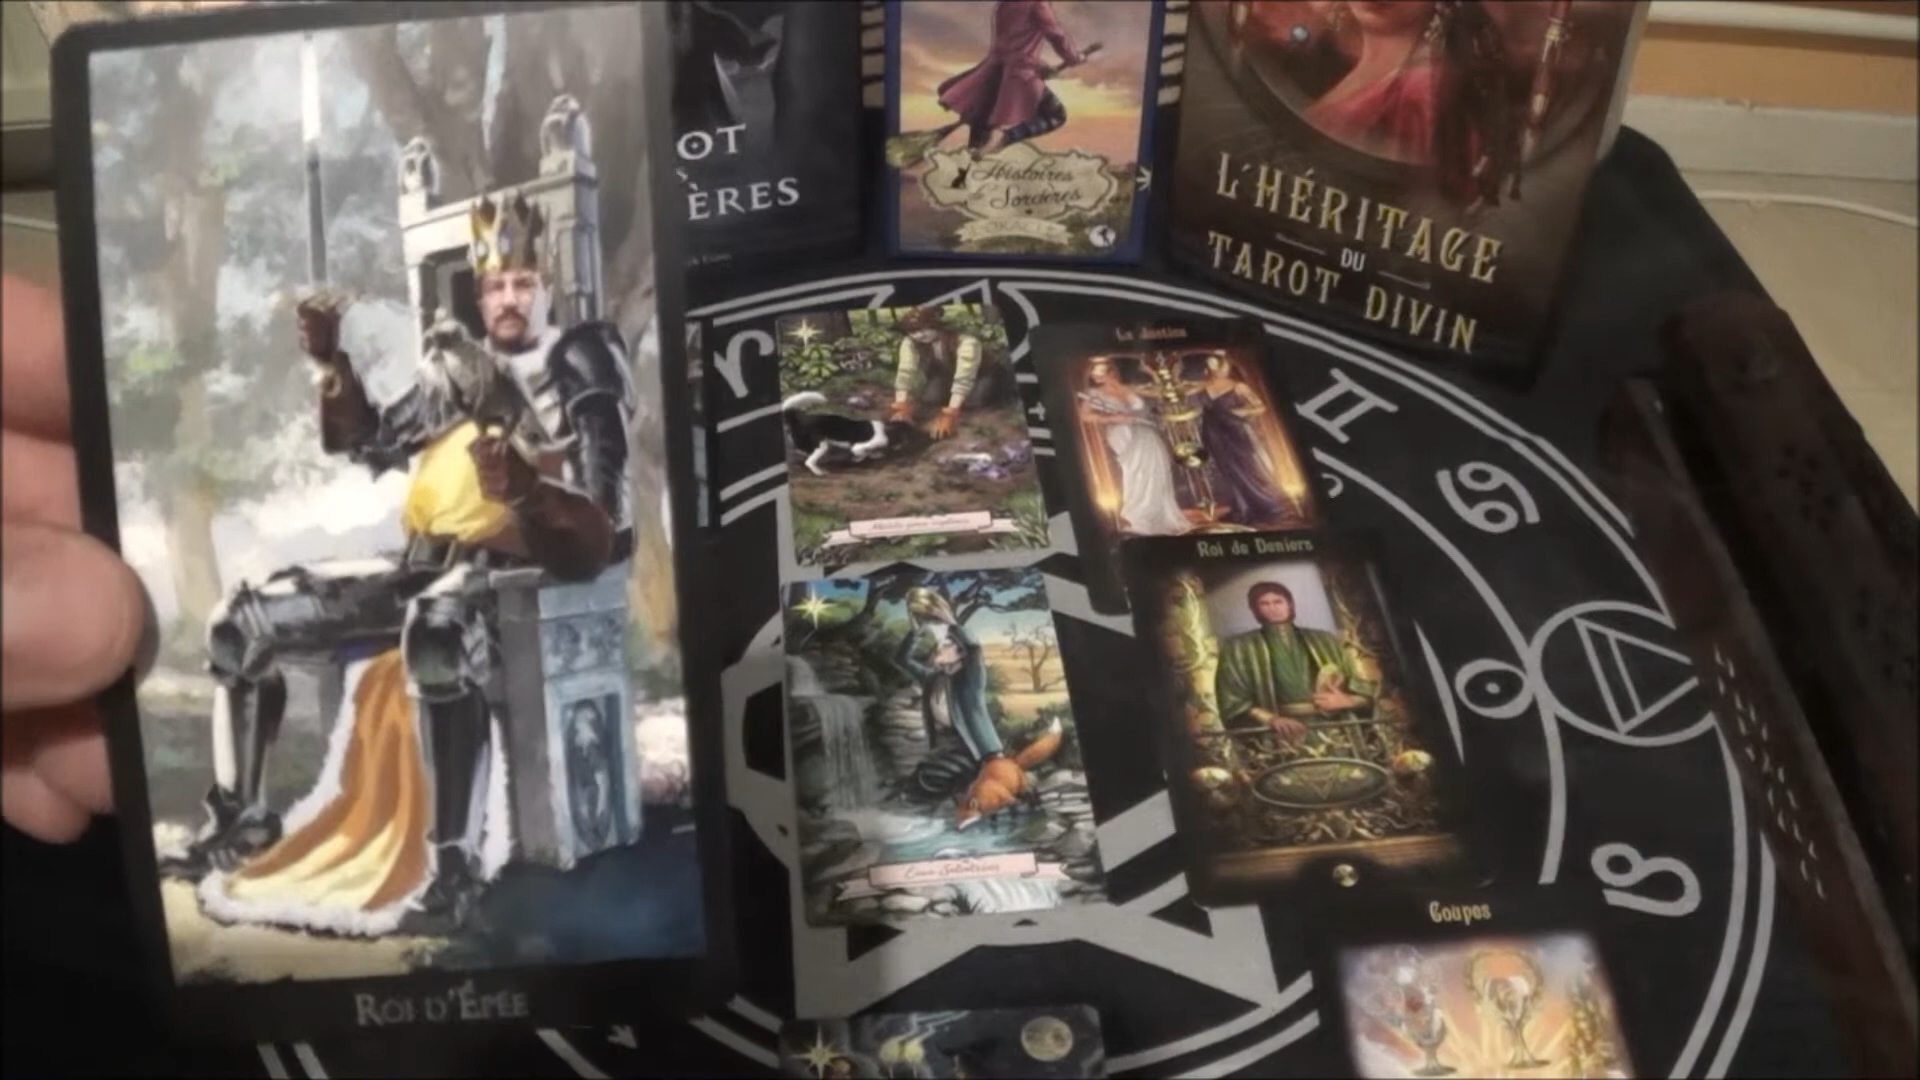 OT
ÈRES
Histoires
de Sorcières
L'HÉRITAGE
DU
TAROT DIVIN
La Justice
Roi de Deniers
Coupes
ROI D'ÉPÉE